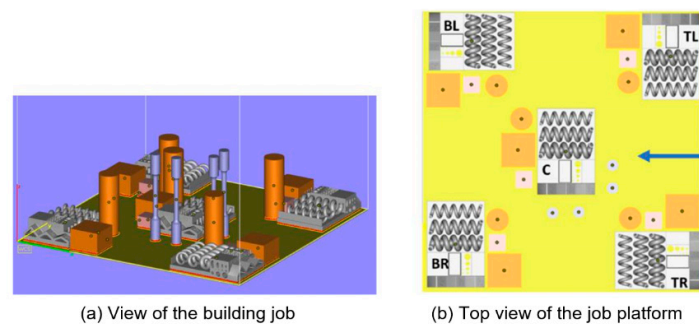 BL
TL
C
BR
TR
(a) View of the building job
(b) Top view of the job platform